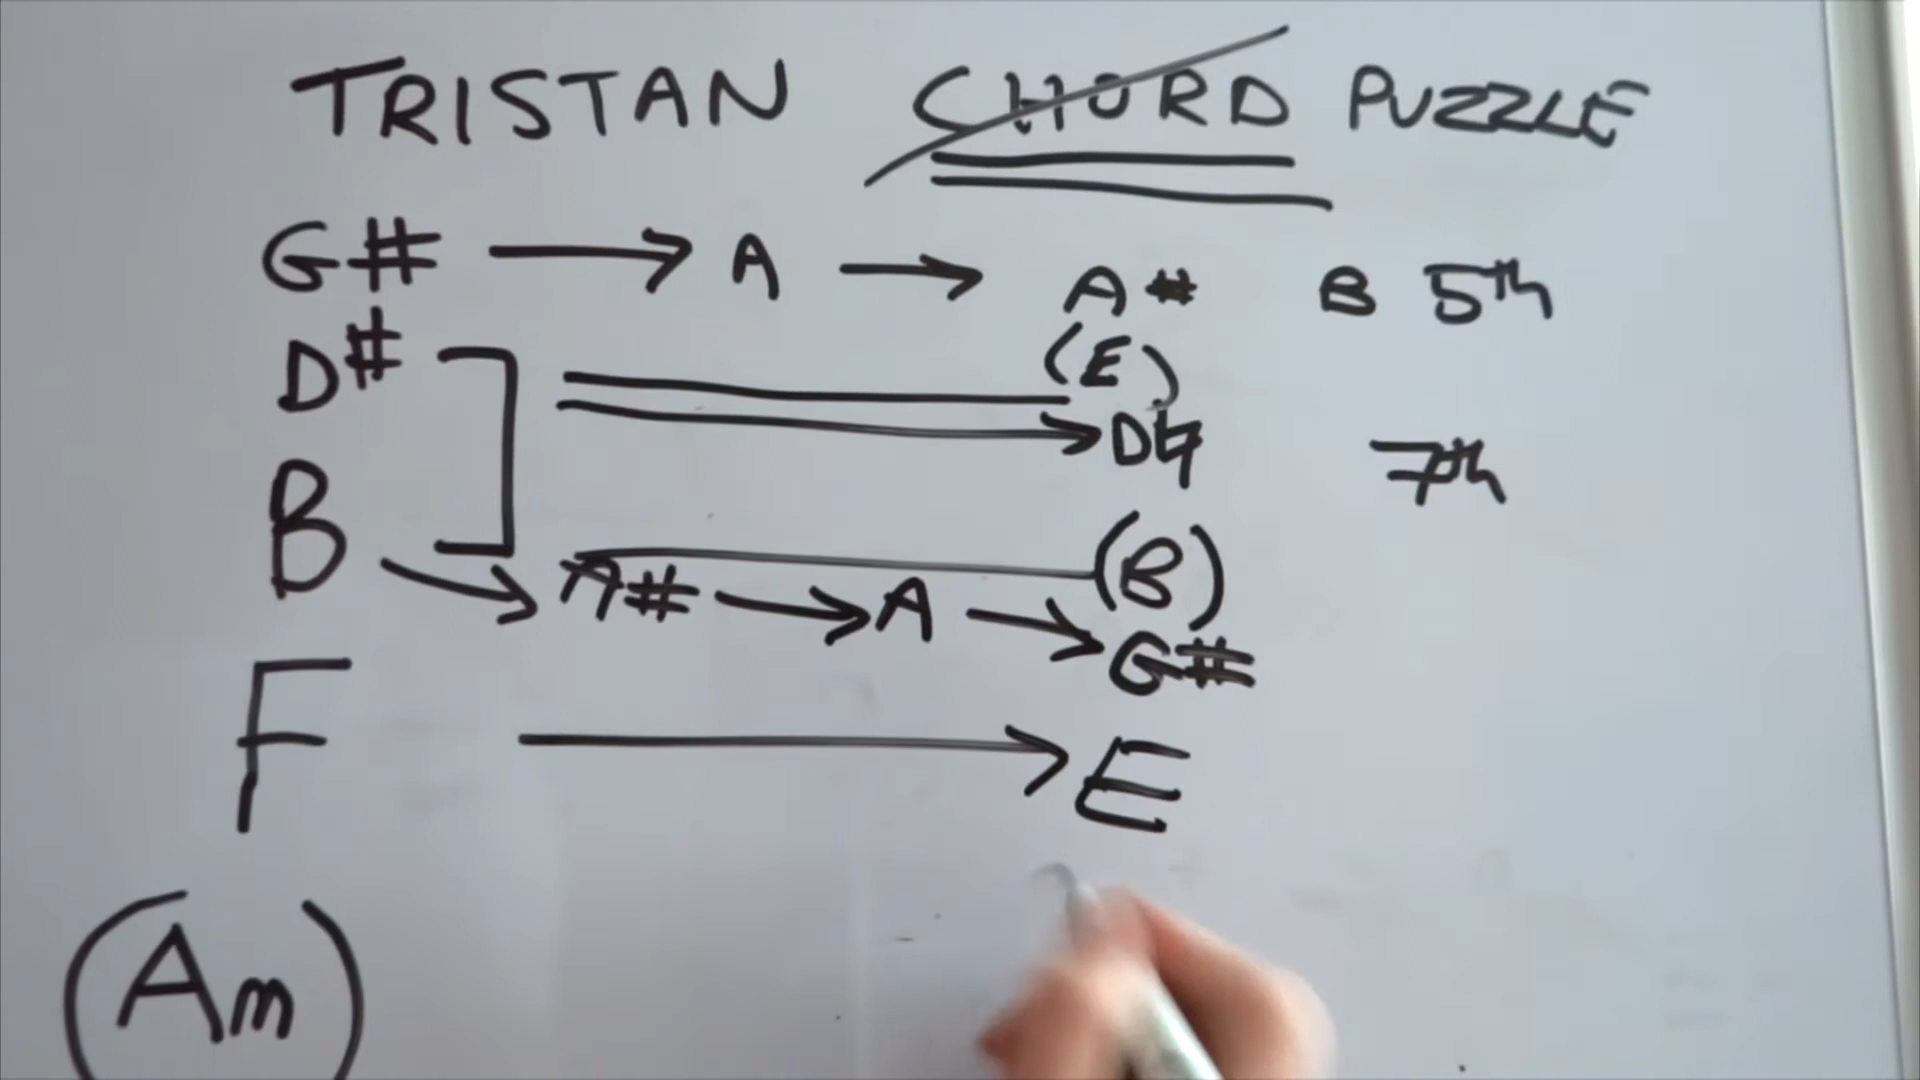 TRISTAN CHORD PUZZLE
G# → A → A# B 5th
D# (E)
D♮ 7th
B (B)
→ A# → A → G#
F → E
(Am)